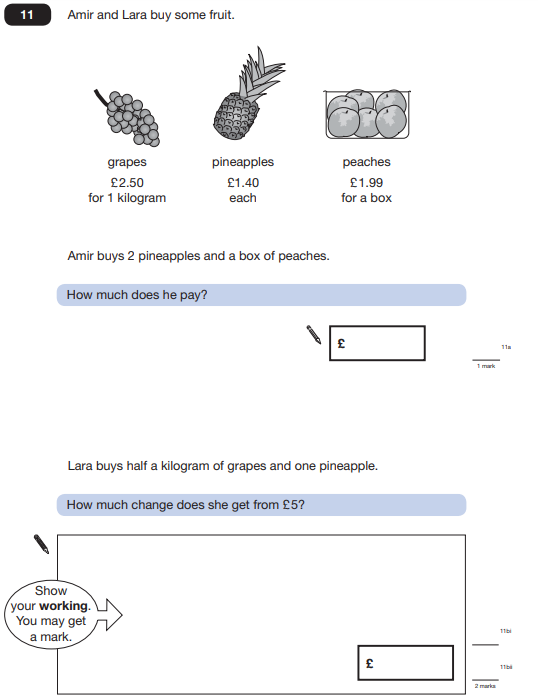 11 Amir and Lara buy some fruit.
grapes pineapples peaches
£2.50 £1.40 £1.99
for 1 kilogram each for a box
Amir buys 2 pineapples and a box of peaches.
How much does he pay?
£
11a
1 mark
Lara buys half a kilogram of grapes and one pineapple.
How much change does she get from £5?
Show
your working.
You may get
a mark.
£
11bi
11bii
2 marks